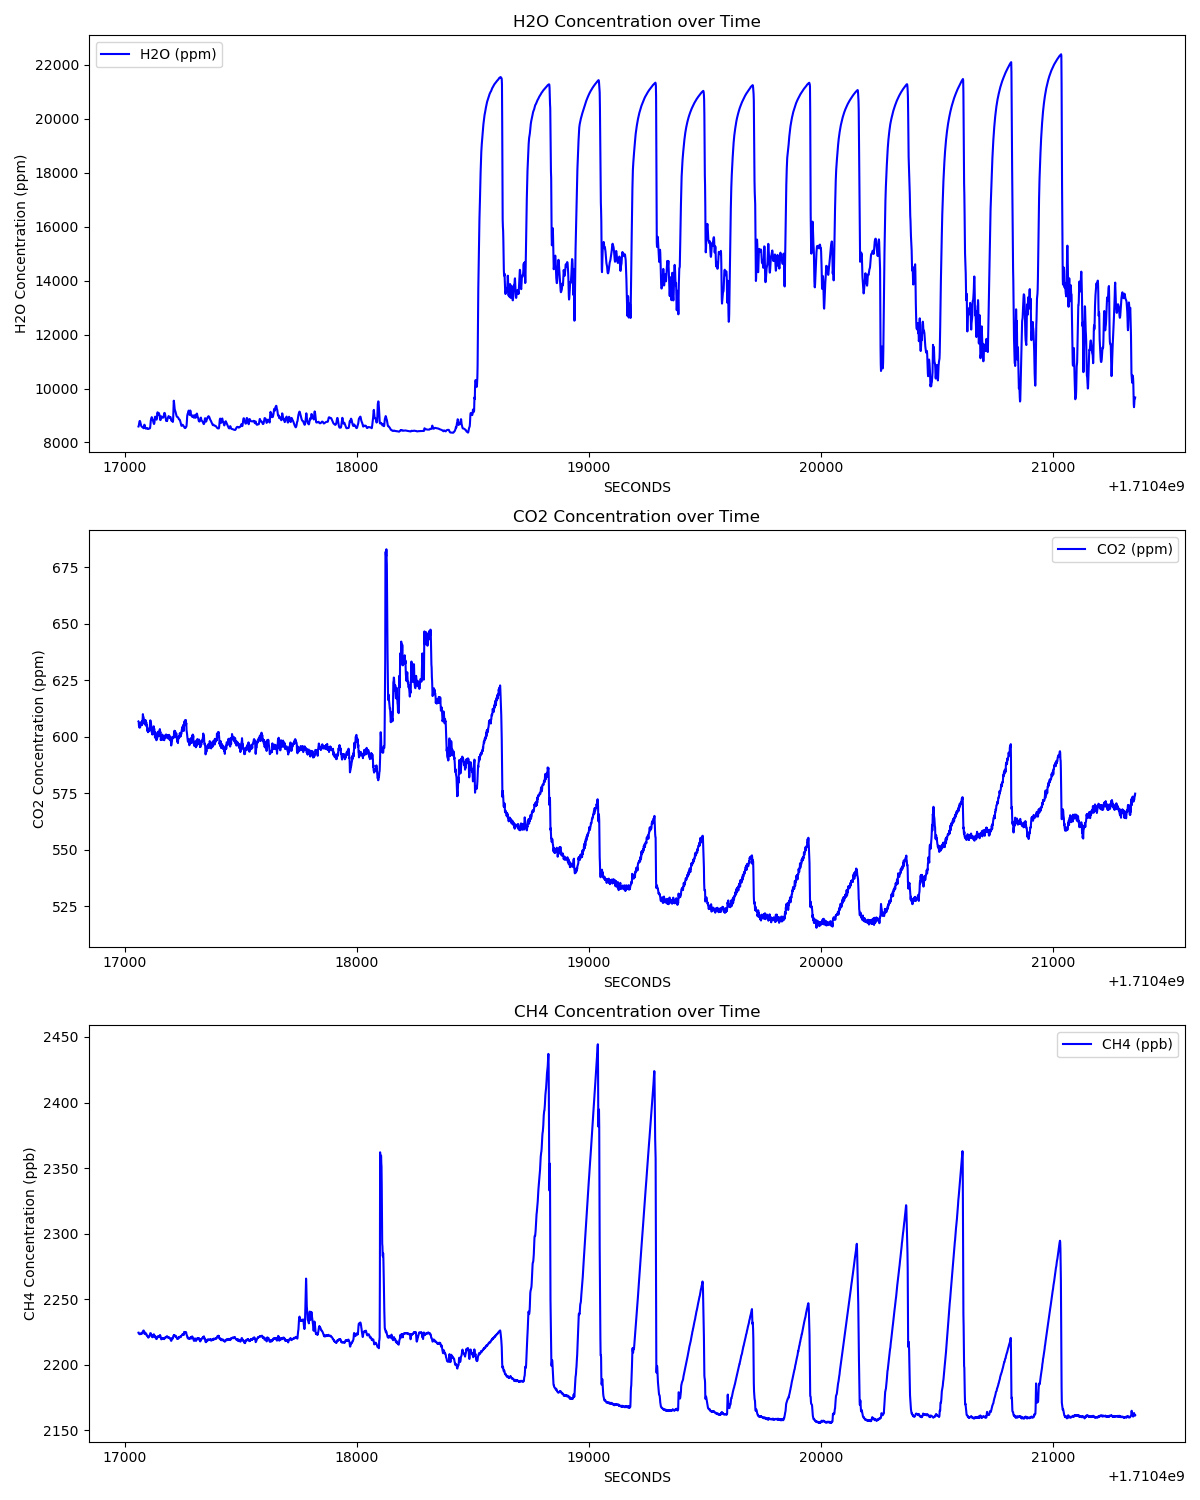 H2O Concentration over Time
H2O (ppm)
H2O Concentration (ppm)
22000
20000
18000
16000
14000
12000
10000
8000
17000 18000 19000 20000 21000
SECONDS
+1.7104e9
CO2 Concentration over Time
CO2 (ppm)
CO2 Concentration (ppm)
675
650
625
600
575
550
525
17000 18000 19000 20000 21000
SECONDS
+1.7104e9
CH4 Concentration over Time
CH4 (ppb)
CH4 Concentration (ppb)
2450
2400
2350
2300
2250
2200
2150
17000 18000 19000 20000 21000
SECONDS
+1.7104e9